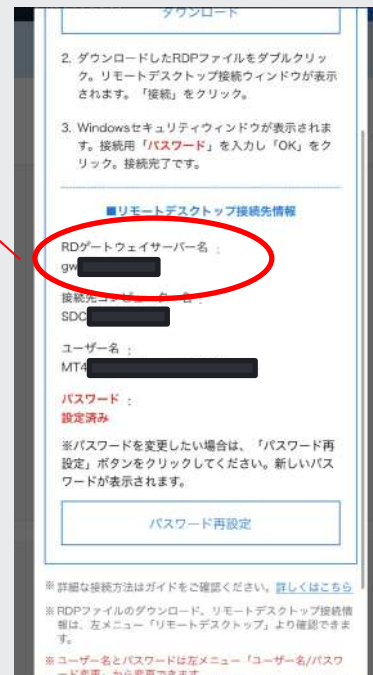 ダウンロード
2. ダウンロードしたRDPファイルをダブルクリッ
ク。リモートデスクトップ接続ウィンドウが表示
されます。「接続」をクリック。
3. Windowsセキュリティウィンドウが表示されま
す。接続用「パスワード」を入力し「OK」をク
リック。接続完了です。
■リモートデスクトップ接続先情報
RDゲートウェイサーバー名 :
gw
接続先コンピューター名 :
SDC
ユーザー名 :
MT4
パスワード :
設定済み
※パスワードを変更したい場合は、「パスワード再
設定」ボタンをクリックしてください。新しいパス
ワードが表示されます。
パスワード再設定
※ 詳細な接続方法はガイドをご確認ください。詳しくはこちら
※ RDPファイルのダウンロード、リモートデスクトップ接続情
報は、左メニュー「リモートデスクトップ」より確認できま
す。
※ ユーザー名とパスワードは左メニュー「ユーザー名/パスワ
ード変更」から変更できます